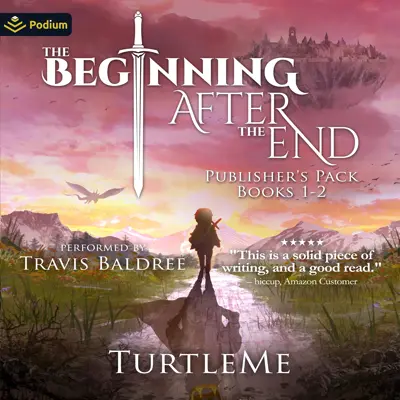 Podium
THE
BEGINNING
AFTER
THE END
PUBLISHER'S PACK
BOOKS 1-2
PERFORMED BY
TRAVIS BALDREE
★★★★★
"This is a solid piece of
writing, and a good read."
– hiccup, Amazon Customer
TURTLEME